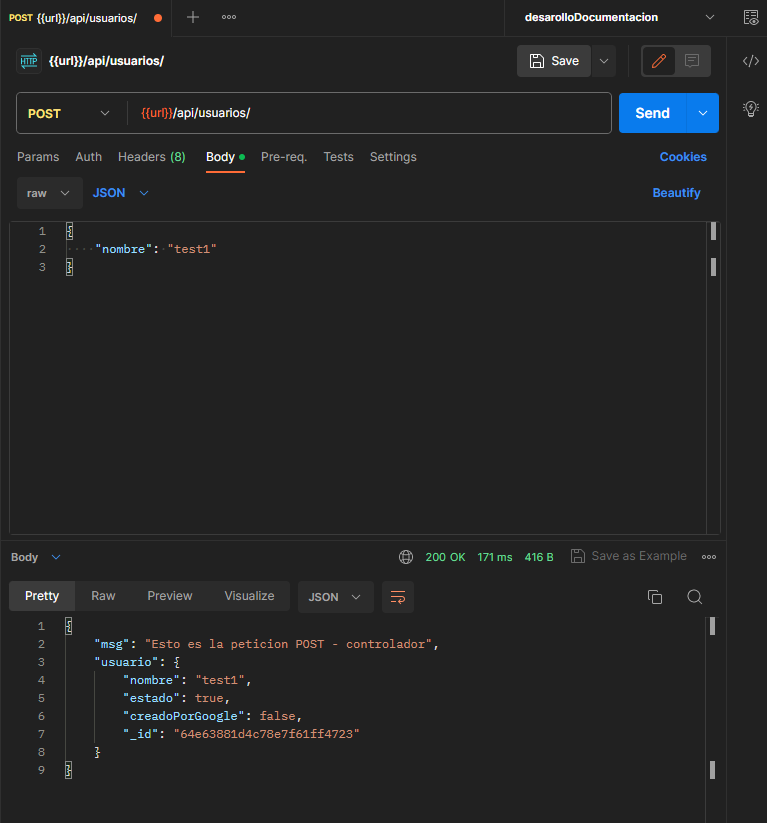 POST {{url}}/api/usuarios/
desarolloDocumentacion
HTTP {{url}}/api/usuarios/
Save
POST {{url}}/api/usuarios/
Send
Params Auth Headers (8) Body Pre-req. Tests Settings
Cookies
raw JSON
Beautify
1 {
2 ····"nombre":·"test1"
3 }
Body
200 OK 171 ms 416 B Save as Example
Pretty Raw Preview Visualize JSON
1 {
2 "msg": "Esto es la peticion POST - controlador",
3 "usuario": {
4 "nombre": "test1",
5 "estado": true,
6 "creadoPorGoogle": false,
7 "_id": "64e63881d4c78e7f61ff4723"
8 }
9 }